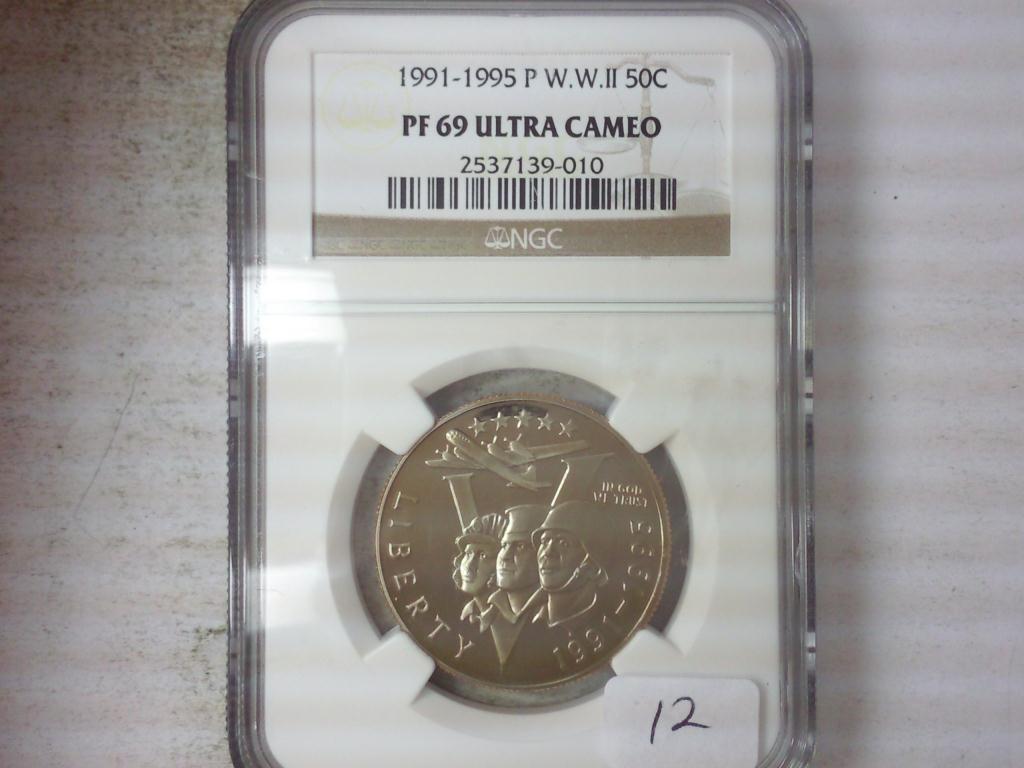 1991-1995 P W.W.II 50C
PF 69 ULTRA CAMEO
2537139-010
NGC
IN GOD
WE TRUST
LIBERTY
1991-1995
12